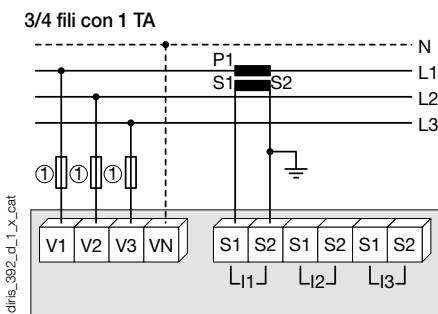 3/4 fili con 1 TA
N
P1
L1
S1 S2
L2
L3
① ① ①
V1 V2 V3 VN S1 S2 S1 S2 S1 S2
I1 I2 I3
diris_392_d_1_x_cat